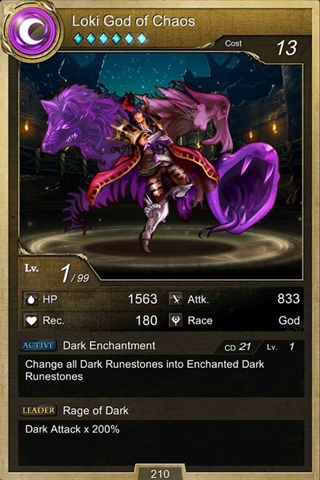 Loki God of Chaos
Cost 13
Lv. 1/99
HP 1563 Attk. 833
Rec. 180 Race God
ACTIVE Dark Enchantment CD 21 Lv. 1
Change all Dark Runestones into Enchanted Dark
Runestones
LEADER Rage of Dark
Dark Attack x 200%
210